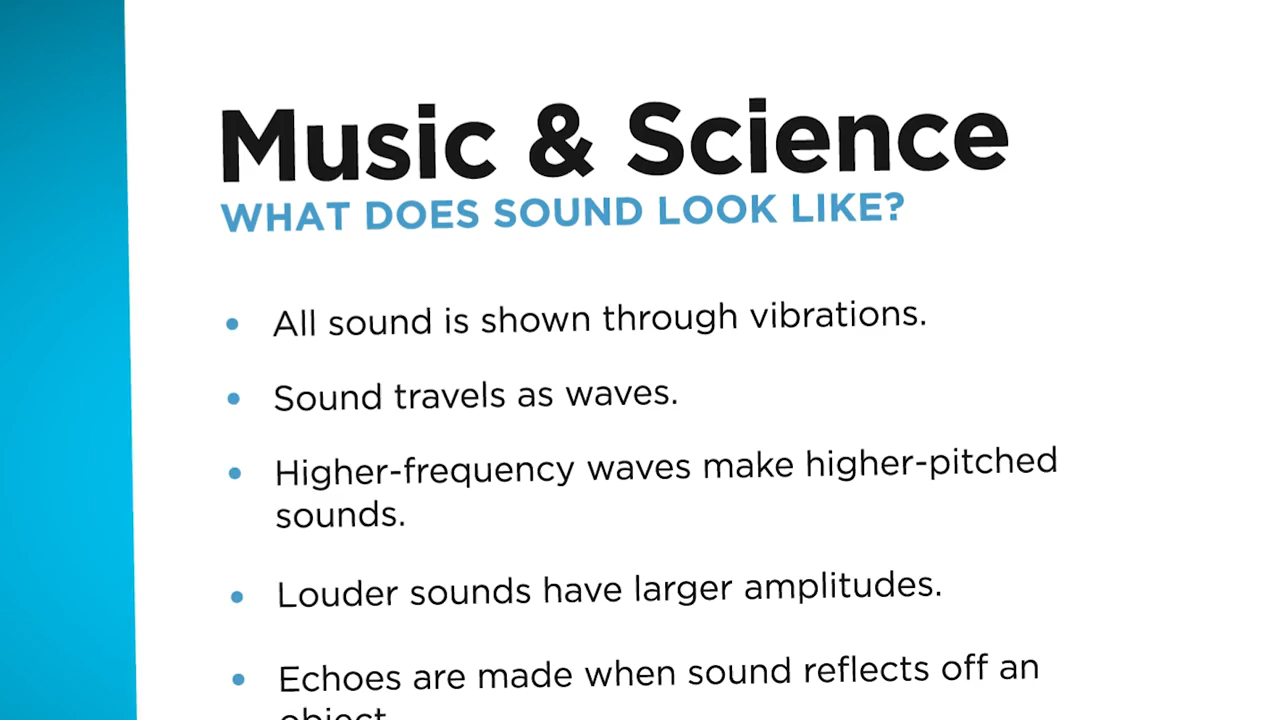 Music & Science
WHAT DOES SOUND LOOK LIKE?
• All sound is shown through vibrations.
• Sound travels as waves.
• Higher-frequency waves make higher-pitched
sounds.
• Louder sounds have larger amplitudes.
• Echoes are made when sound reflects off an
object.